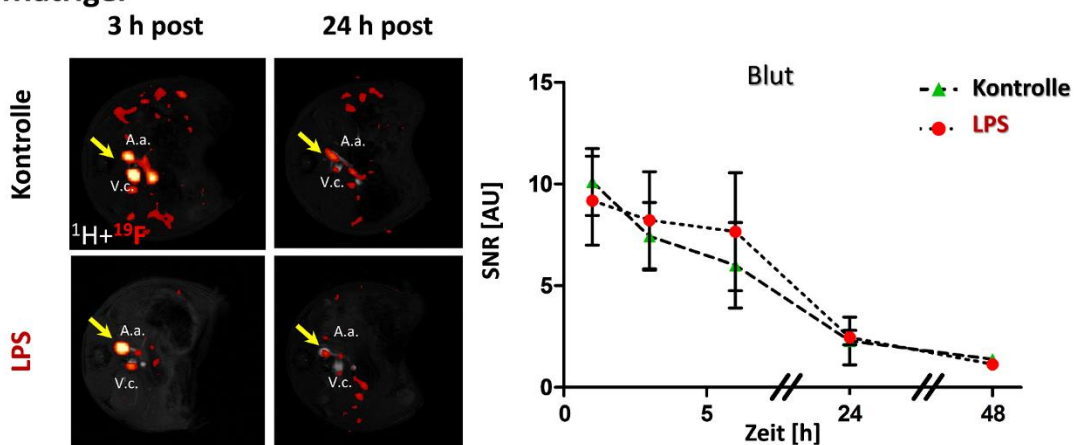 3 h post
24 h post
Kontrolle
A.a.
V.c.
¹H+¹⁹F
A.a.
V.c.
LPS
A.a.
V.c.
A.a.
V.c.
Blut
Kontrolle
LPS
SNR [AU]
15
10
5
0
0
5
24
48
Zeit [h]